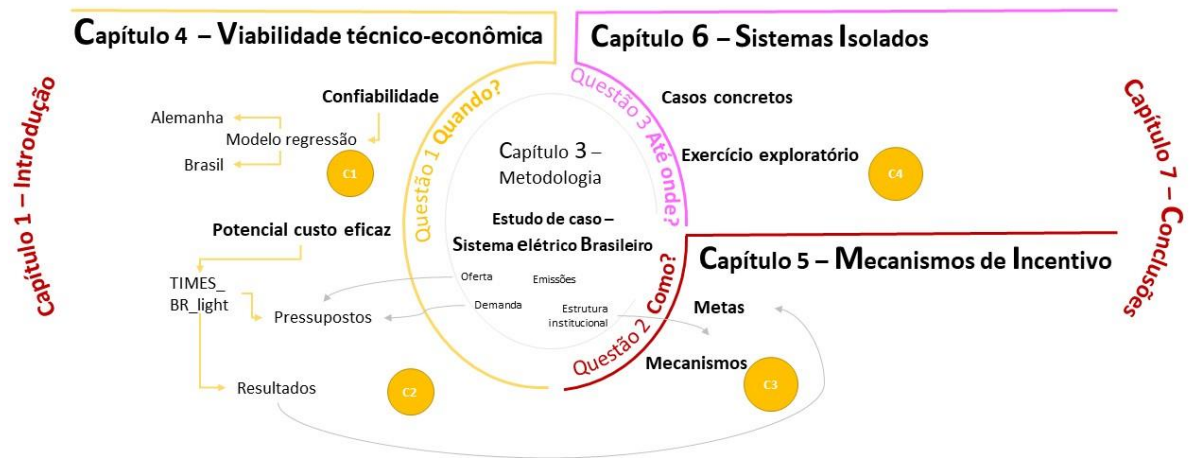 Capítulo 1 – Introdução
Capítulo 4 – Viabilidade técnico-econômica
Questão 1 Quando?
Confiabilidade
Alemanha
Modelo regressão
Brasil
C1
Potencial custo eficaz
TIMES_
BR_light
Pressupostos
Resultados
C2
Capítulo 3 –
Metodologia
Estudo de caso –
Sistema elétrico Brasileiro
Oferta
Emissões
Demanda
Estrutura
institucional
Capítulo 6 – Sistemas Isolados
Questão 3 Até onde?
Casos concretos
Exercício exploratório
C4
Capítulo 5 – Mecanismos de Incentivo
Questão 2 Como?
Metas
Mecanismos
C3
Capítulo 7 – Conclusões